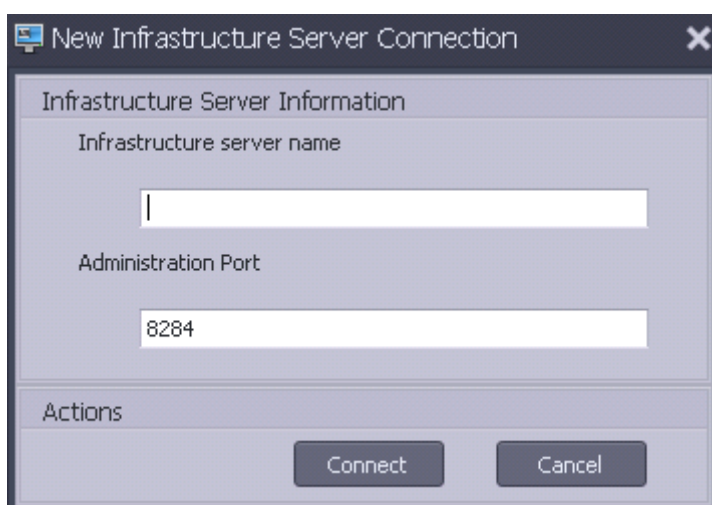 New Infrastructure Server Connection
Infrastructure Server Information
Infrastructure server name
Administration Port
8284
Actions
Connect Cancel